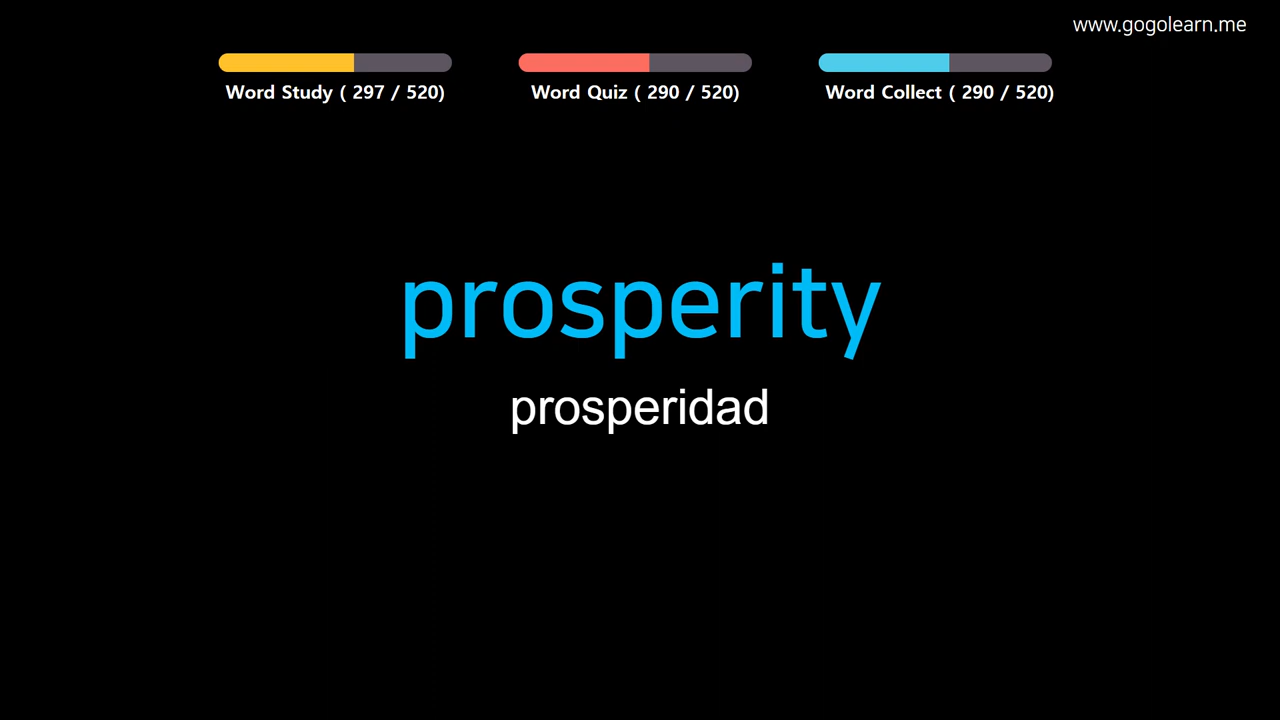 www.gogolearn.me
Word Study ( 297 / 520)
Word Quiz ( 290 / 520)
Word Collect ( 290 / 520)
prosperity
prosperidad